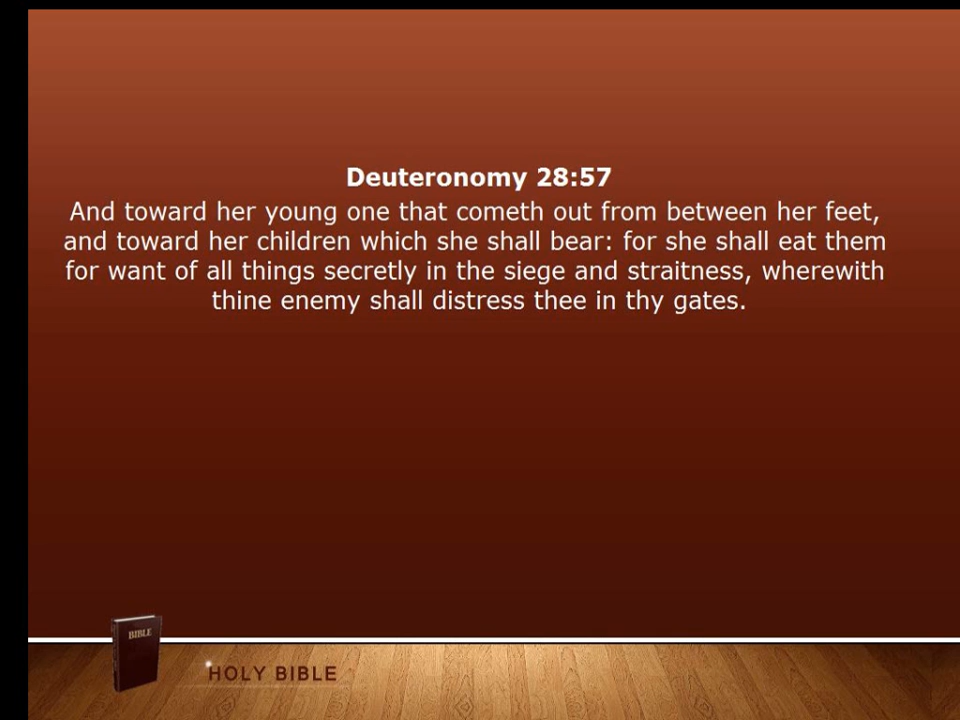 Deuteronomy 28:57
And toward her young one that cometh out from between her feet,
and toward her children which she shall bear: for she shall eat them
for want of all things secretly in the siege and straitness, wherewith
thine enemy shall distress thee in thy gates.
BIBLE
HOLY BIBLE